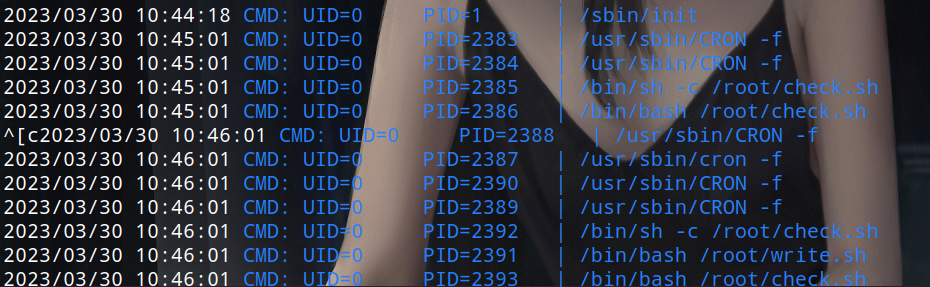 2023/03/30 10:44:18 CMD: UID=0     PID=1      | /sbin/init
2023/03/30 10:45:01 CMD: UID=0     PID=2383   | /usr/sbin/CRON -f
2023/03/30 10:45:01 CMD: UID=0     PID=2384   | /usr/sbin/CRON -f
2023/03/30 10:45:01 CMD: UID=0     PID=2385   | /bin/sh -c /root/check.sh
2023/03/30 10:45:01 CMD: UID=0     PID=2386   | /bin/bash /root/check.sh
^[c2023/03/30 10:46:01 CMD: UID=0     PID=2388   | /usr/sbin/CRON -f
2023/03/30 10:46:01 CMD: UID=0     PID=2387   | /usr/sbin/cron -f
2023/03/30 10:46:01 CMD: UID=0     PID=2390   | /usr/sbin/CRON -f
2023/03/30 10:46:01 CMD: UID=0     PID=2389   | /usr/sbin/CRON -f
2023/03/30 10:46:01 CMD: UID=0     PID=2392   | /bin/sh -c /root/check.sh
2023/03/30 10:46:01 CMD: UID=0     PID=2391   | /bin/bash /root/write.sh
2023/03/30 10:46:01 CMD: UID=0     PID=2393   | /bin/bash /root/check.sh